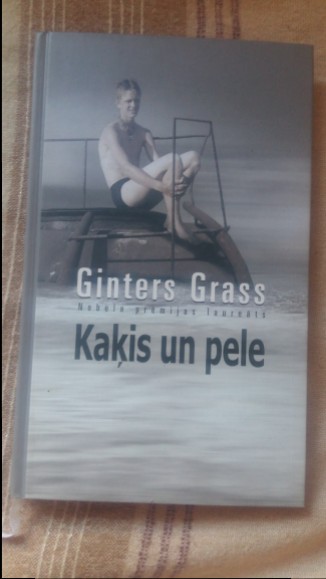 Ginters Grass
Nobela prēmijas laureāts
Kaķis un pele